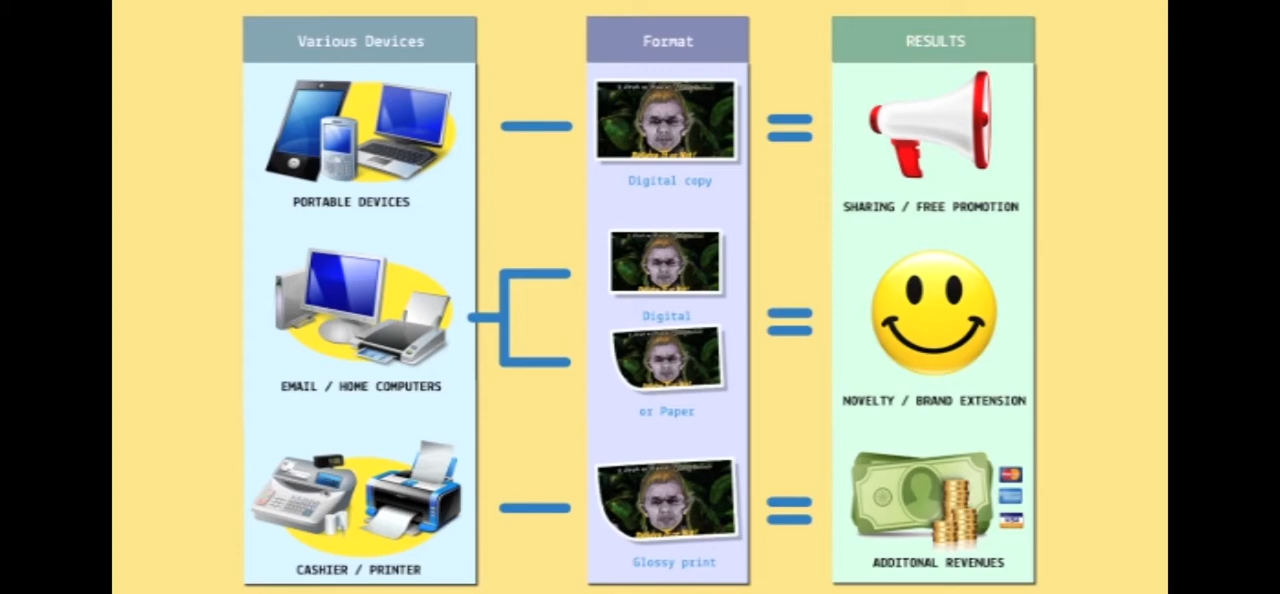 Various Devices
Format
RESULTS
PORTABLE DEVICES
Digital copy
SHARING / FREE PROMOTION
EMAIL / HOME COMPUTERS
Digital
or Paper
NOVELTY / BRAND EXTENSION
VISA
CASHIER / PRINTER
Glossy print
ADDITONAL REVENUES